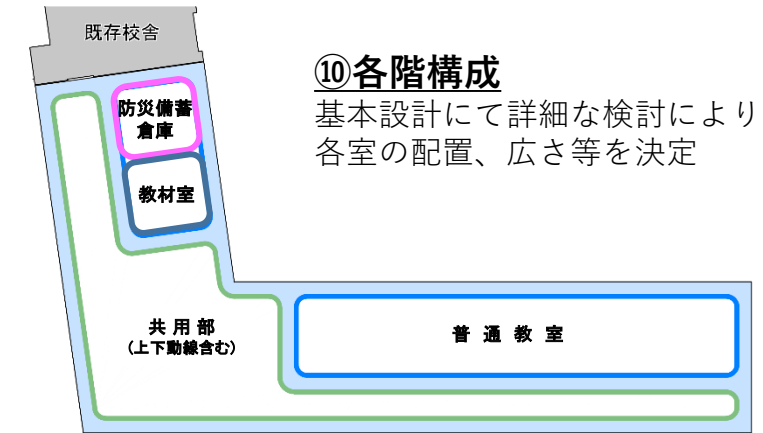 既存校舎
⑩各階構成
基本設計にて詳細な検討により
各室の配置、広さ等を決定
防災備蓄
倉庫
教材室
共用部
(上下動線含む)
普通教室